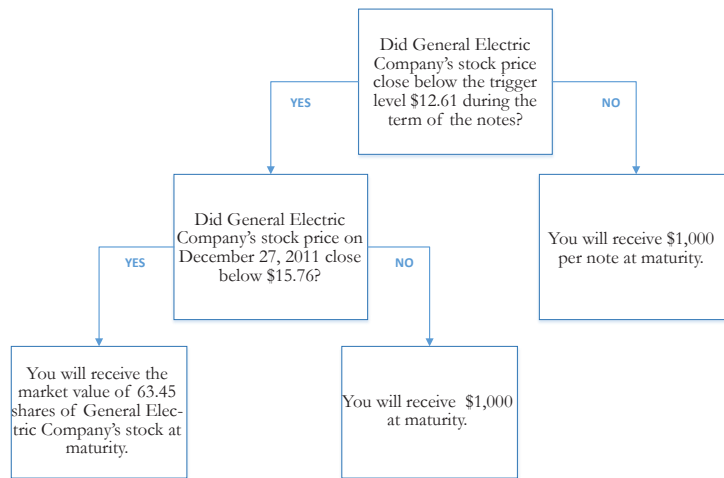 Did General Electric
Company's stock price
close below the trigger
level $12.61 during the
term of the notes?
YES
NO
Did General Electric
Company's stock price on
December 27, 2011 close
below $15.76?
You will receive $1,000
per note at maturity.
YES
NO
You will receive the
market value of 63.45
shares of General Elec-
tric Company's stock at
maturity.
You will receive $1,000
at maturity.